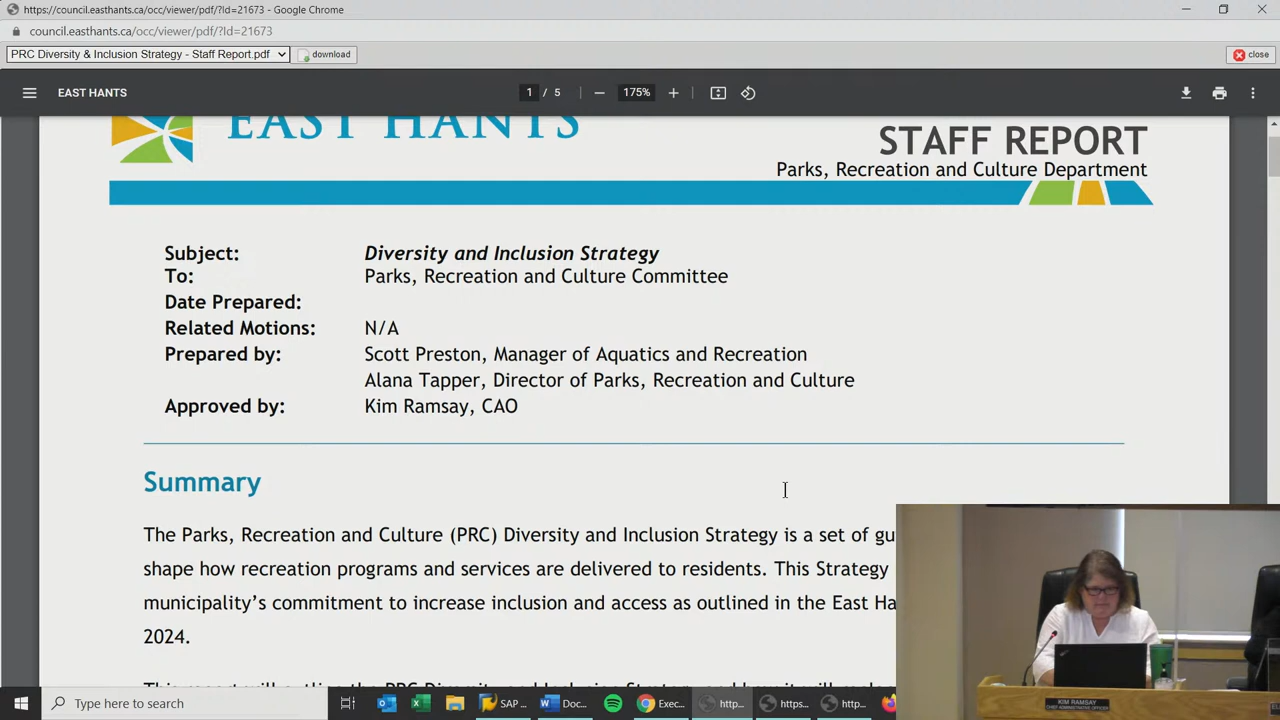 https://council.easthants.ca/occ/viewer/pdf/?Id=21673 - Google Chrome
council.easthants.ca/occ/viewer/pdf/?Id=21673
PRC Diversity & Inclusion Strategy - Staff Report.pdf
download
close
EAST HANTS
1 / 5
175%
EAST HANTS
STAFF REPORT
Parks, Recreation and Culture Department
Subject: Diversity and Inclusion Strategy
To: Parks, Recreation and Culture Committee
Date Prepared:
Related Motions: N/A
Prepared by: Scott Preston, Manager of Aquatics and Recreation
Alana Tapper, Director of Parks, Recreation and Culture
Approved by: Kim Ramsay, CAO
Summary
The Parks, Recreation and Culture (PRC) Diversity and Inclusion Strategy is a set of gu
shape how recreation programs and services are delivered to residents. This Strategy
municipality's commitment to increase inclusion and access as outlined in the East Ha
2024.
KIM RAMSAY
CHIEF ADMINISTRATIVE OFFICER
Type here to search
SAP ...
Doc...
Exec...
http...
https...
http...